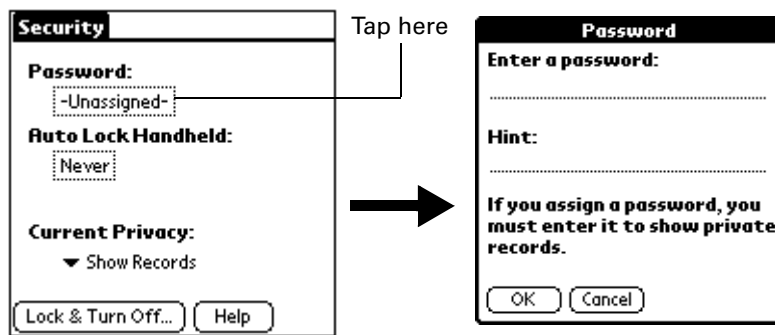 Security
Password:
-Unassigned-
Auto Lock Handheld:
Never
Current Privacy:
Show Records
Lock & Turn Off...
Help
Tap here
Password
Enter a password:
Hint:
If you assign a password, you
must enter it to show private
records.
OK
Cancel